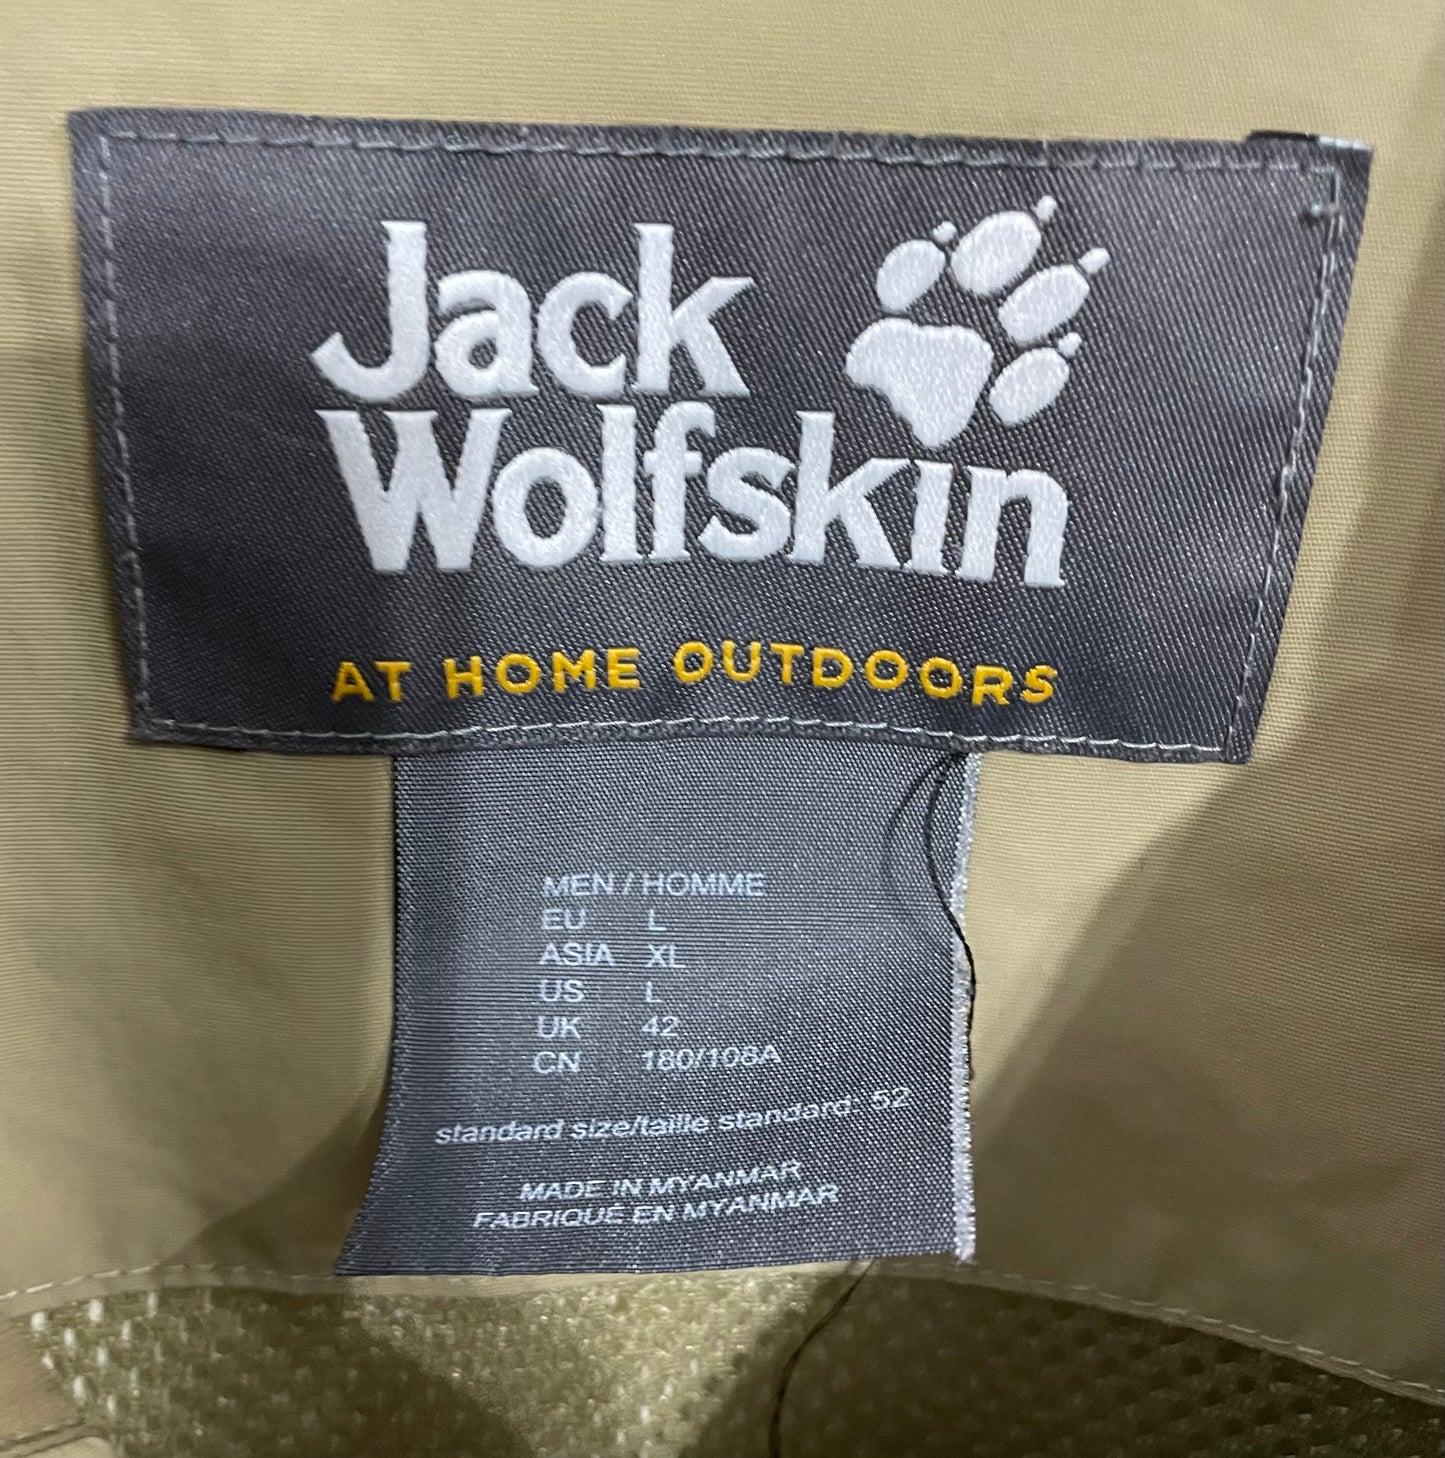 Jack
Wolfskin
AT HOME OUTDOORS
MEN / HOMME
EU L
ASIA XL
US L
UK 42
CN 180/108A
standard size/taille standard: 52
MADE IN MYANMAR
FABRIQUÉ EN MYANMAR